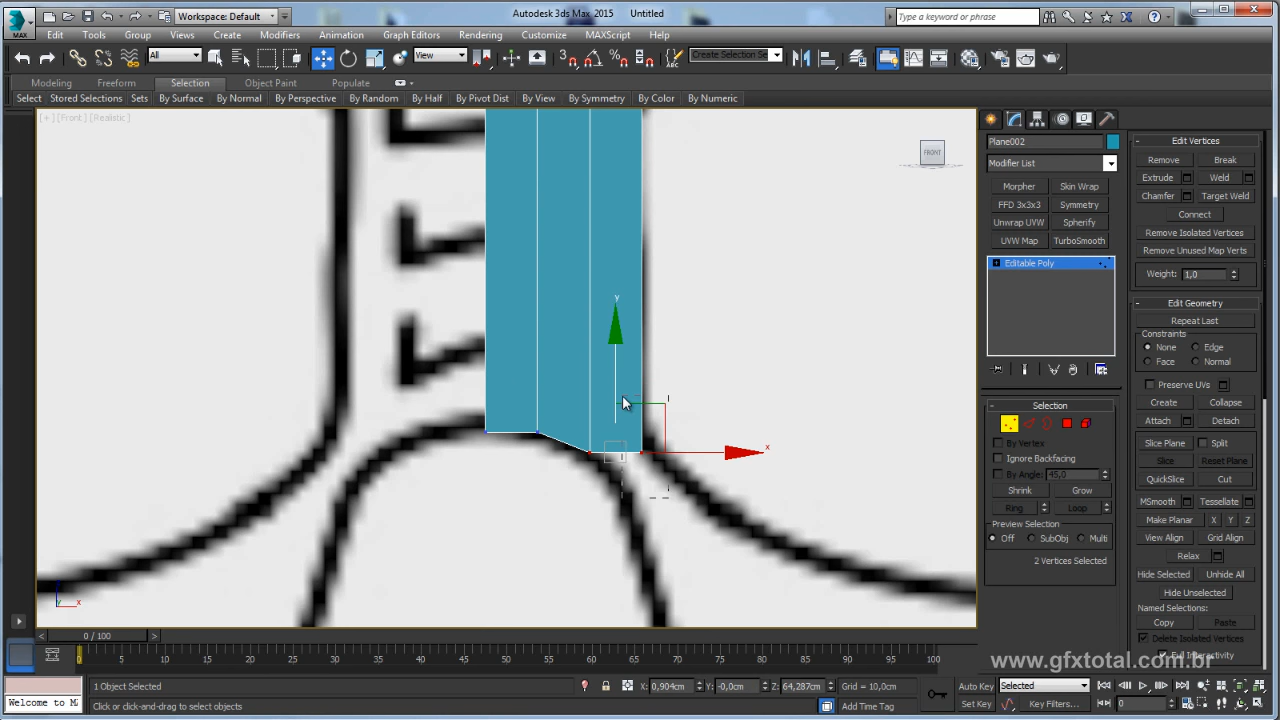 Autodesk 3ds Max 2015 Untitled
MAX Workspace: Default Type a keyword or phrase
Edit Tools Group Views Create Modifiers Animation Graph Editors Rendering Customize MAXScript Help
All View Create Selection Se
Modeling Freeform Selection Object Paint Populate
Select Stored Selections Sets By Surface By Normal By Perspective By Random By Half By Pivot Dist By View By Symmetry By Color By Numeric
[+] [Front] [Realistic]
FRONT
y
x
x
Plane002
Modifier List
Morpher Skin Wrap
FFD 3x3x3 Symmetry
Unwrap UVW Spherify
UVW Map TurboSmooth
Editable Poly
Selection
By Vertex
Ignore Backfacing
By Angle: 45,0
Shrink Grow
Ring Loop
Preview Selection
Off SubObj Multi
2 Vertices Selected
Edit Vertices
Remove Break
Extrude Weld
Chamfer Target Weld
Connect
Remove Isolated Vertices
Remove Unused Map Verts
Weight: 1,0
Edit Geometry
Repeat Last
Constraints
None Edge
Face Normal
Preserve UVs
Create Collapse
Attach Detach
Slice Plane Split
Slice Reset Plane
QuickSlice Cut
MSmooth Tessellate
Make Planar X Y Z
View Align Grid Align
Relax
Hide Selected Unhide All
Hide Unselected
Named Selections:
Copy Paste
Delete Isolated Vertices
Full Interactivity
0 / 100
0 5 10 15 20 25 30 35 40 45 50 55 60 65 70 75 80 85 90 95 100
www.gfxtotal.com.br
1 Object Selected X: 0,904cm Y: -0,0cm Z: 64,287cm Grid = 10,0cm Auto Key Selected
Welcome to M Click or click-and-drag to select objects Add Time Tag Set Key Key Filters... 0